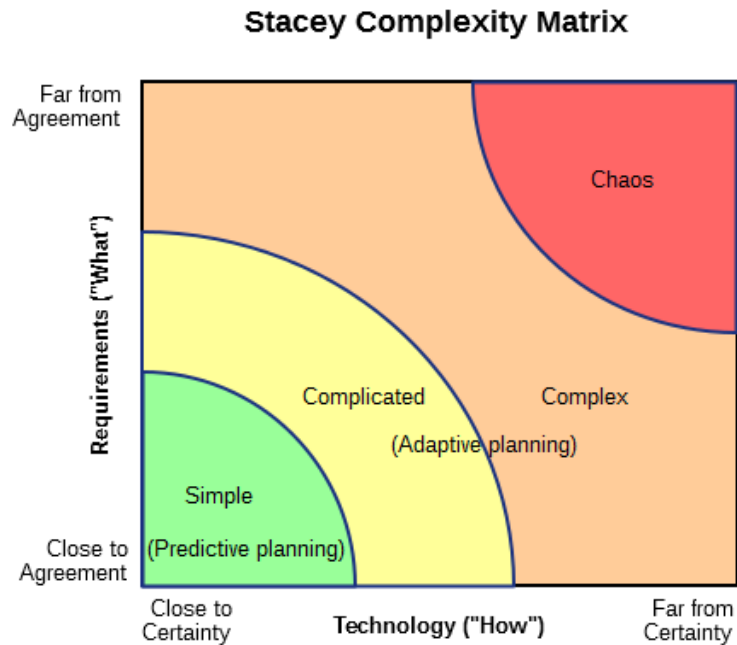 Stacey Complexity Matrix
Far from
Agreement
Chaos
Requirements ("What")
Complicated
Complex
(Adaptive planning)
Simple
(Predictive planning)
Close to
Agreement
Close to
Certainty
Technology ("How")
Far from
Certainty